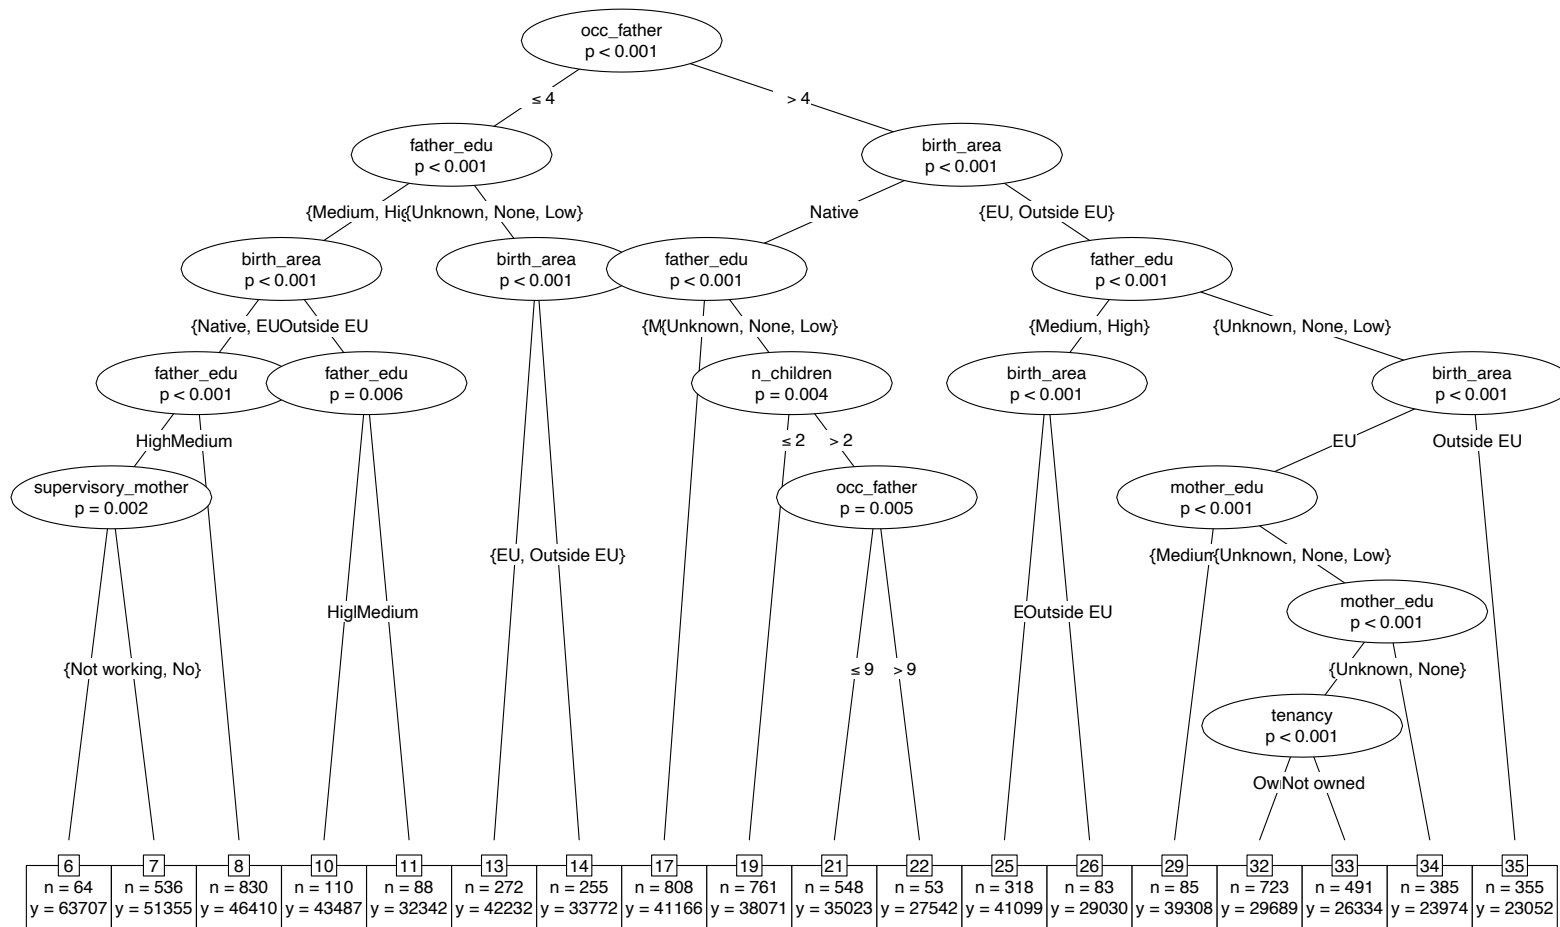 occ_father
p < 0.001
≤ 4
> 4
father_edu
p < 0.001
birth_area
p < 0.001
{Medium, Hig
{Unknown, None, Low}
Native
{EU, Outside EU}
birth_area
p < 0.001
birth_area
p < 0.001
father_edu
p < 0.001
father_edu
p < 0.001
{Native, EU
Outside EU
{M
{Unknown, None, Low}
{Medium, High}
{Unknown, None, Low}
father_edu
p < 0.001
father_edu
p = 0.006
n_children
p = 0.004
birth_area
p < 0.001
birth_area
p < 0.001
High
Medium
≤ 2
> 2
EU
Outside EU
supervisory_mother
p = 0.002
occ_father
p = 0.005
mother_edu
p < 0.001
{EU, Outside EU}
{Medium
{Unknown, None, Low}
High
Medium
E
Outside EU
mother_edu
p < 0.001
{Not working, No}
≤ 9
> 9
{Unknown, None}
tenancy
p < 0.001
Ow
Not owned
6 7 8 10 11 13 14 17 19 21 22 25 26 29 32 33 34 35
n = 64 n = 536 n = 830 n = 110 n = 88 n = 272 n = 255 n = 808 n = 761 n = 548 n = 53 n = 318 n = 83 n = 85 n = 723 n = 491 n = 385 n = 355
y = 63707 y = 51355 y = 46410 y = 43487 y = 32342 y = 42232 y = 33772 y = 41166 y = 38071 y = 35023 y = 27542 y = 41099 y = 29030 y = 39308 y = 29689 y = 26334 y = 23974 y = 23052